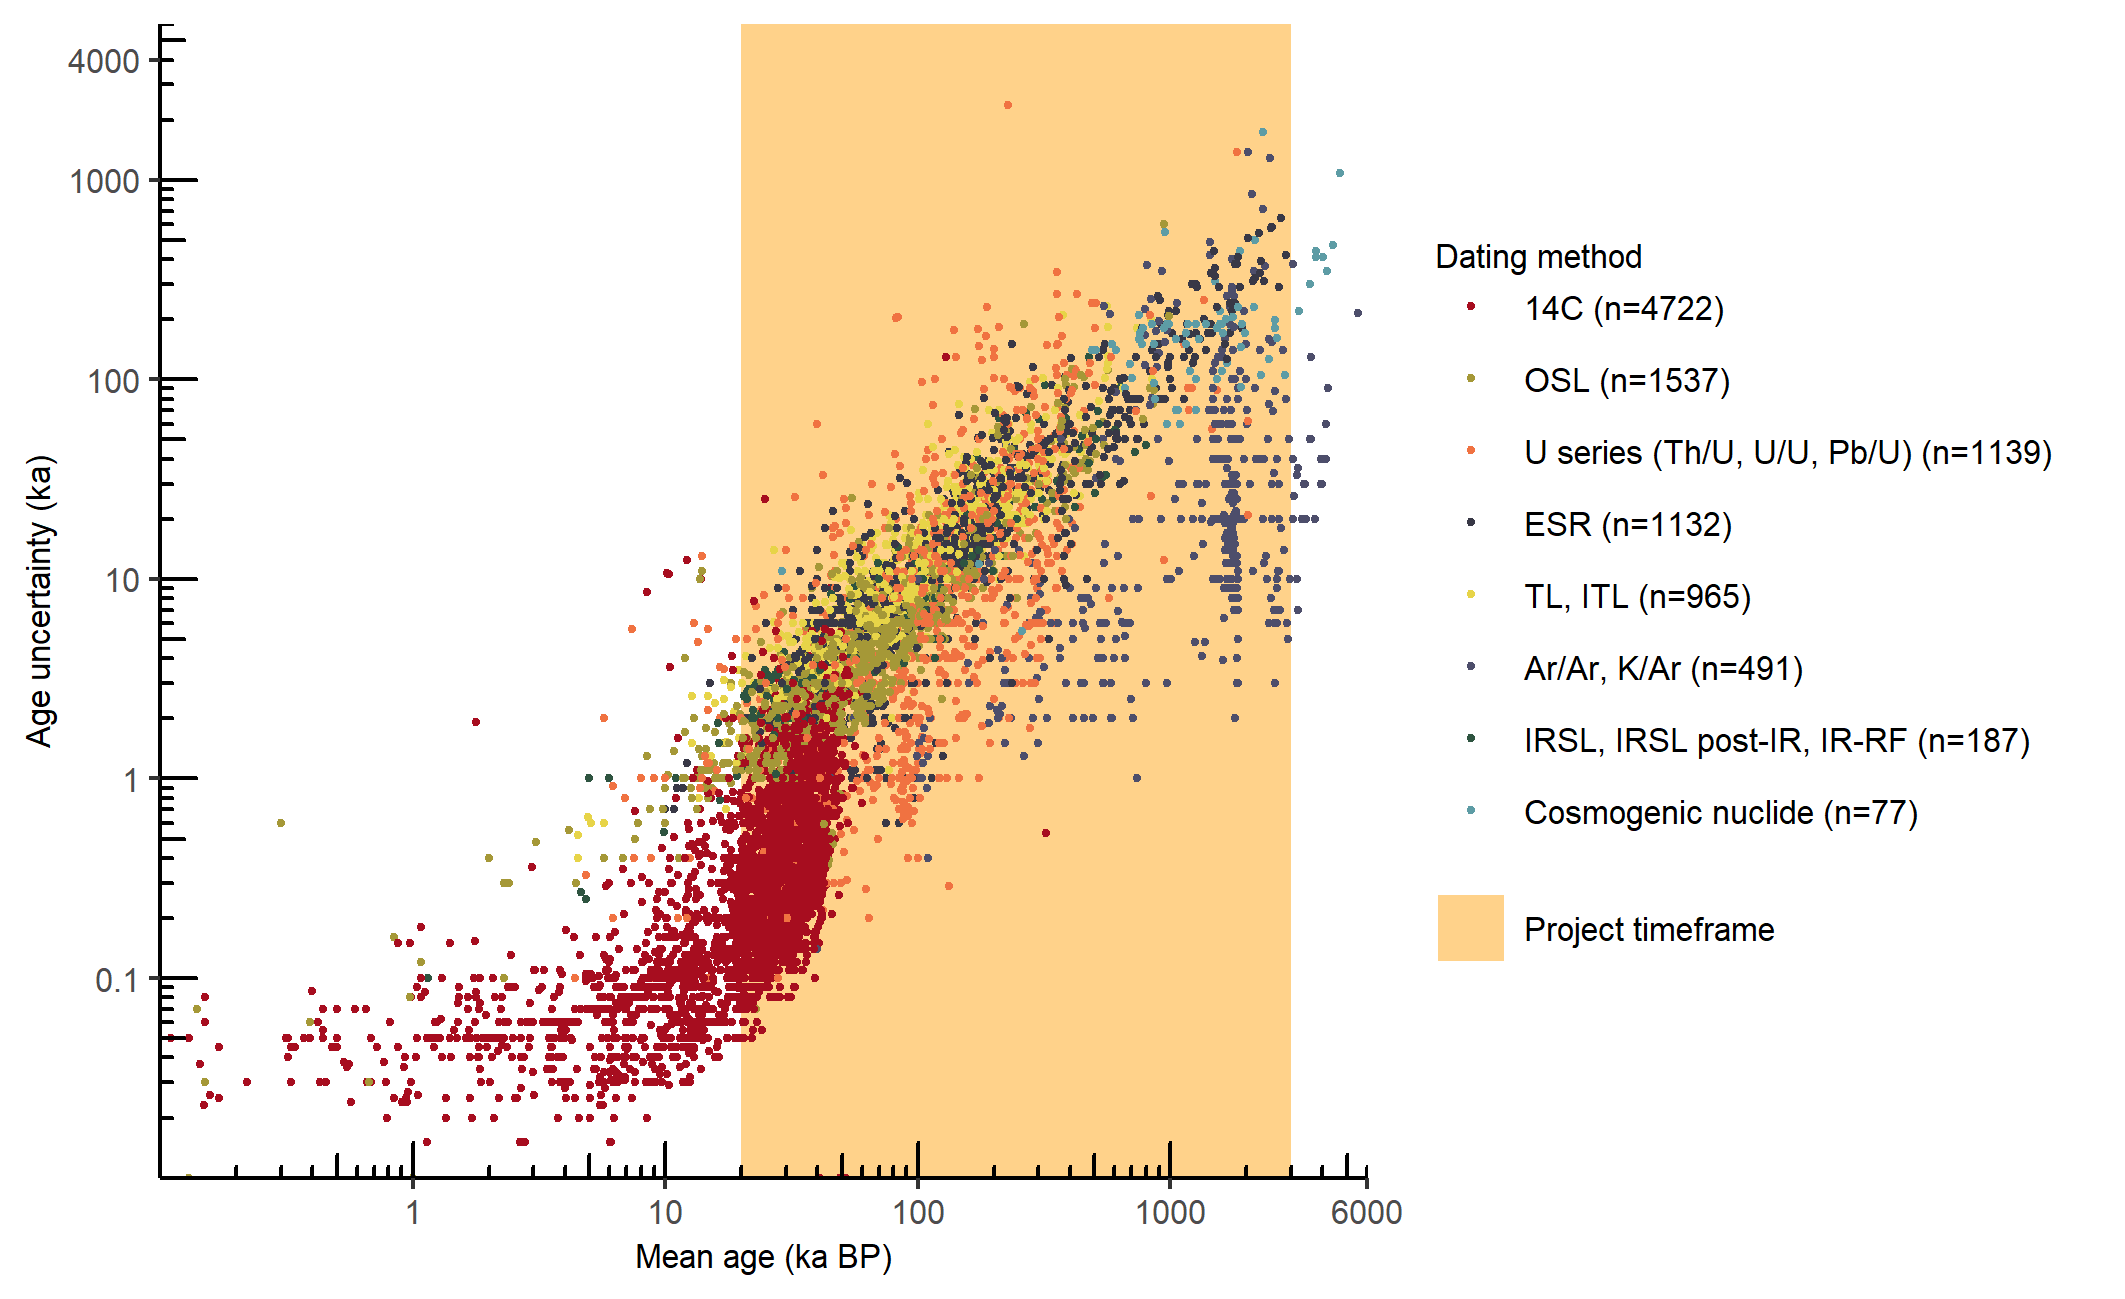 4000
1000
100
10
1
0.1
Age uncertainty (ka)
1
10
100
1000
6000
Mean age (ka BP)
Dating method
14C (n=4722)
OSL (n=1537)
U series (Th/U, U/U, Pb/U) (n=1139)
ESR (n=1132)
TL, ITL (n=965)
Ar/Ar, K/Ar (n=491)
IRSL, IRSL post-IR, IR-RF (n=187)
Cosmogenic nuclide (n=77)
Project timeframe